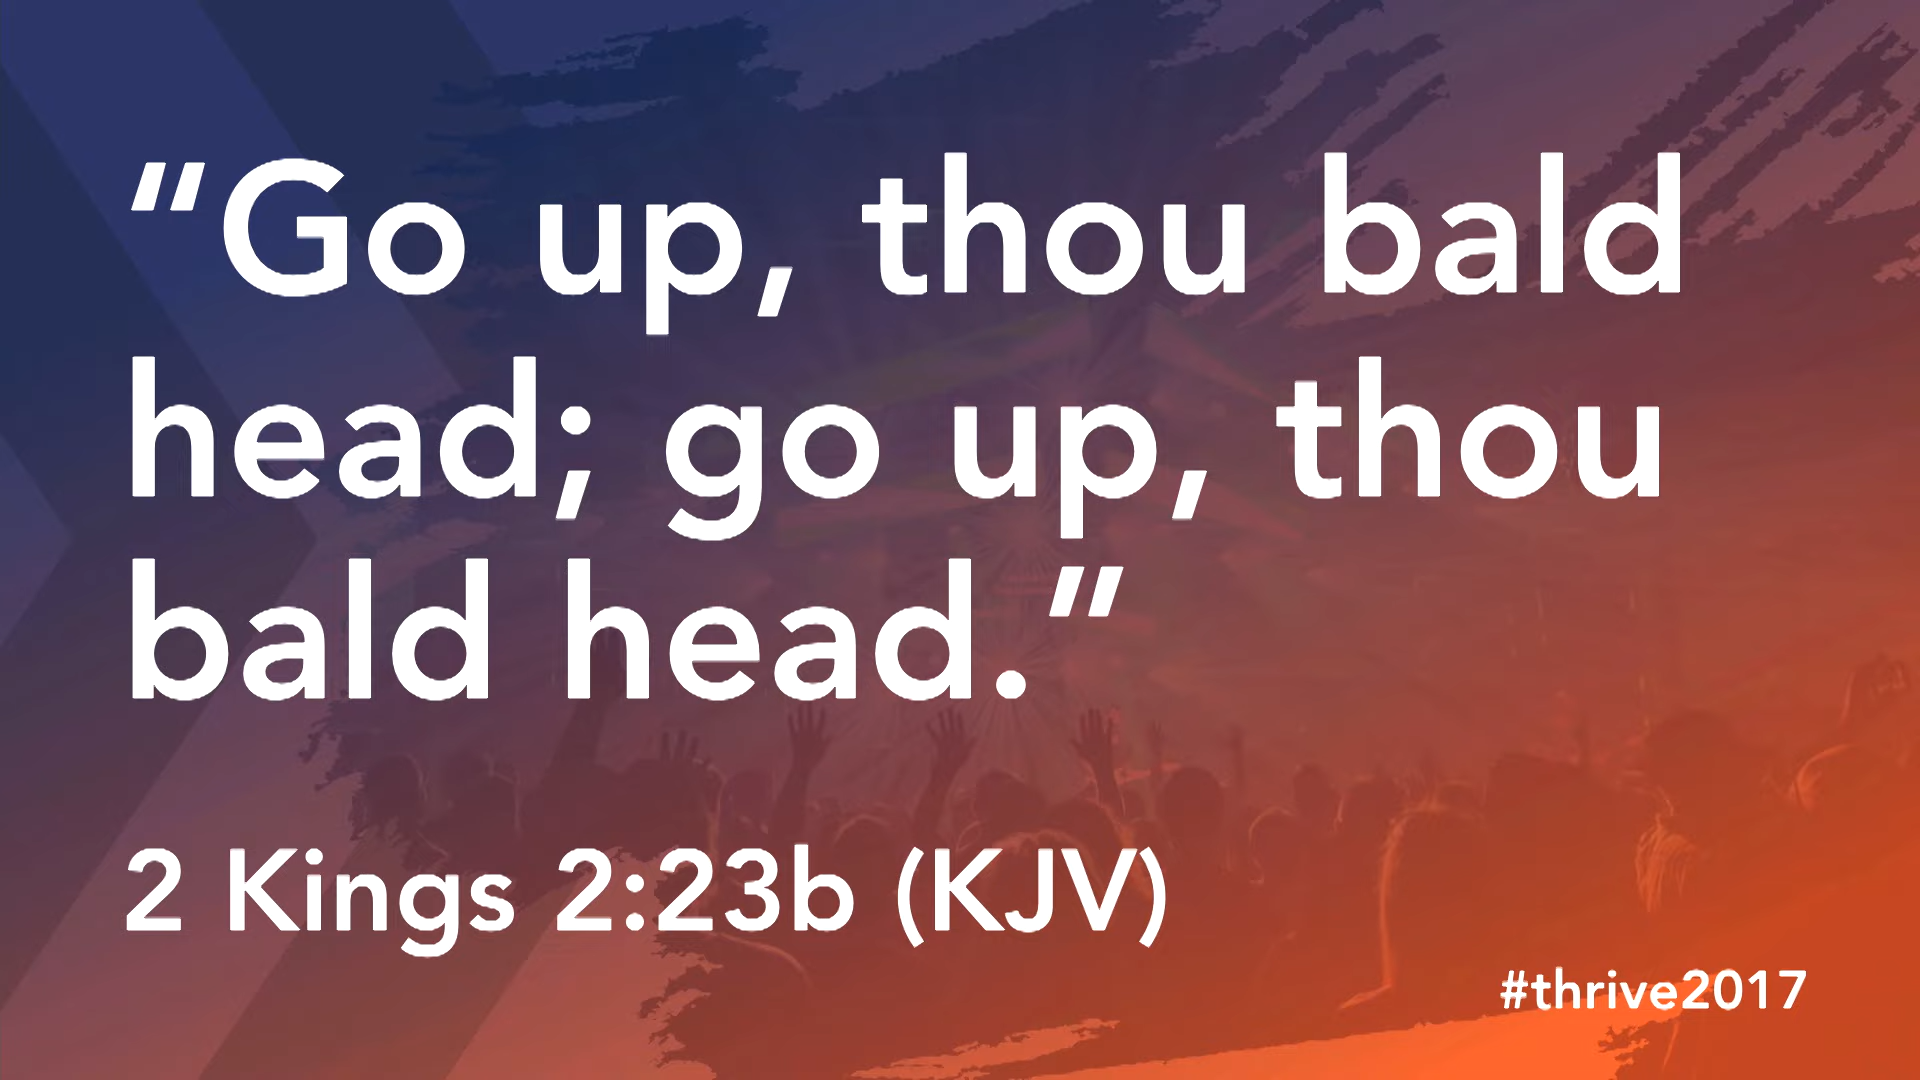 “Go up, thou bald
head; go up, thou
bald head.”
2 Kings 2:23b (KJV)
#thrive2017